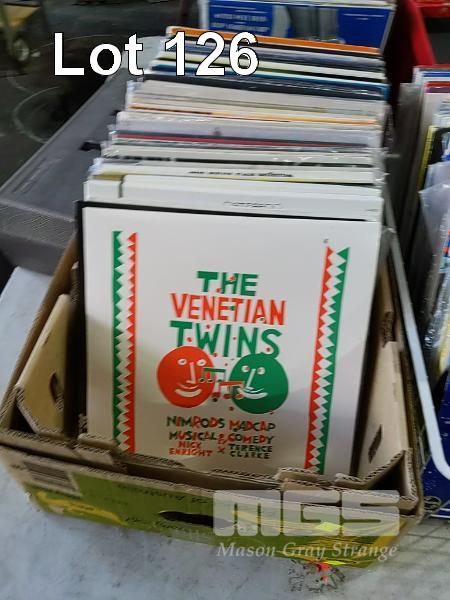 Lot 126
THE
VENETIAN
TWINS
NIMRODS MADCAP
MUSICAL & COMEDY
NICK × TERENCE
ENRIGHT CLARKE
MGS
Mason Gray Strange